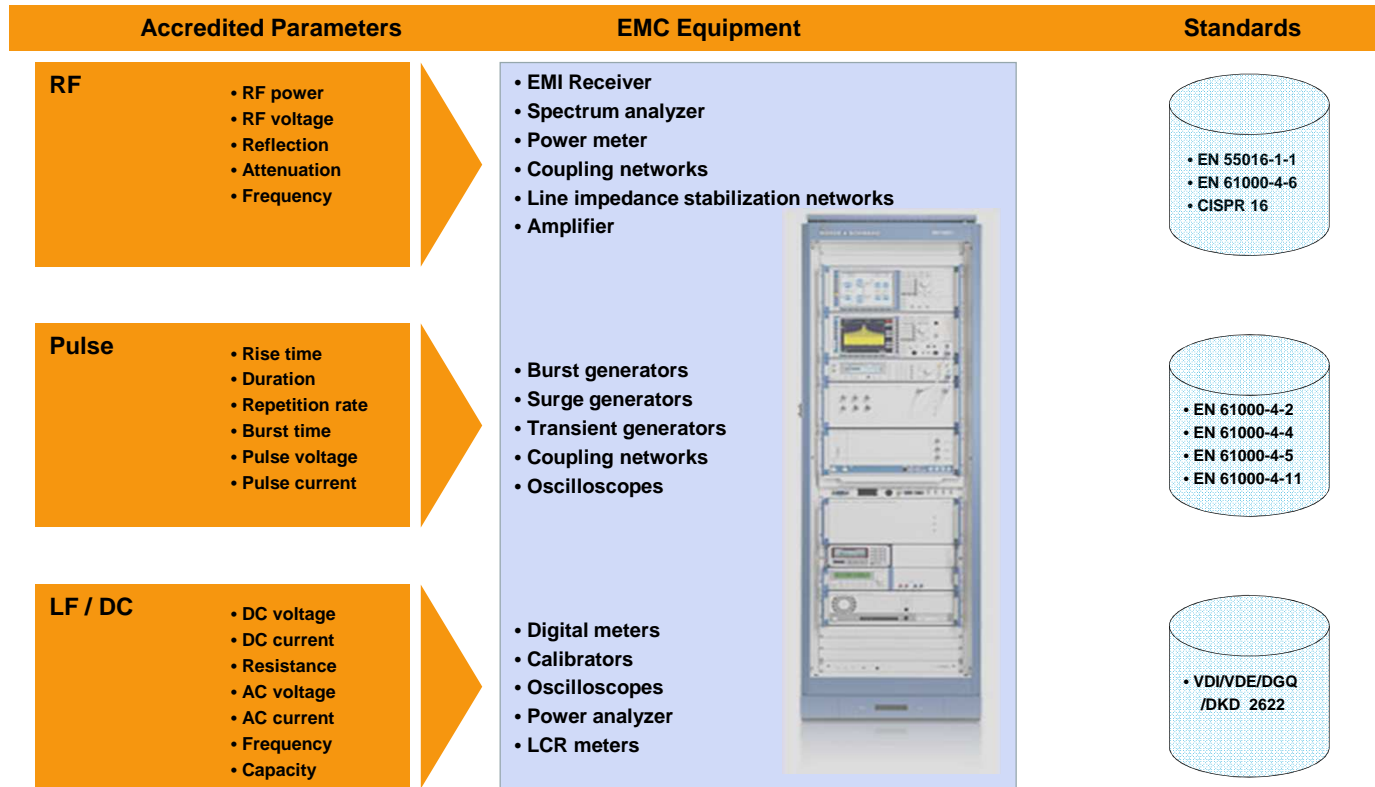 Accredited Parameters
EMC Equipment
Standards
RF
• RF power
• RF voltage
• Reflection
• Attenuation
• Frequency
• EMI Receiver
• Spectrum analyzer
• Power meter
• Coupling networks
• Line impedance stabilization networks
• Amplifier
• EN 55016-1-1
• EN 61000-4-6
• CISPR 16
Pulse
• Rise time
• Duration
• Repetition rate
• Burst time
• Pulse voltage
• Pulse current
• Burst generators
• Surge generators
• Transient generators
• Coupling networks
• Oscilloscopes
• EN 61000-4-2
• EN 61000-4-4
• EN 61000-4-5
• EN 61000-4-11
LF / DC
• DC voltage
• DC current
• Resistance
• AC voltage
• AC current
• Frequency
• Capacity
• Digital meters
• Calibrators
• Oscilloscopes
• Power analyzer
• LCR meters
• VDI/VDE/DGQ
/DKD 2622